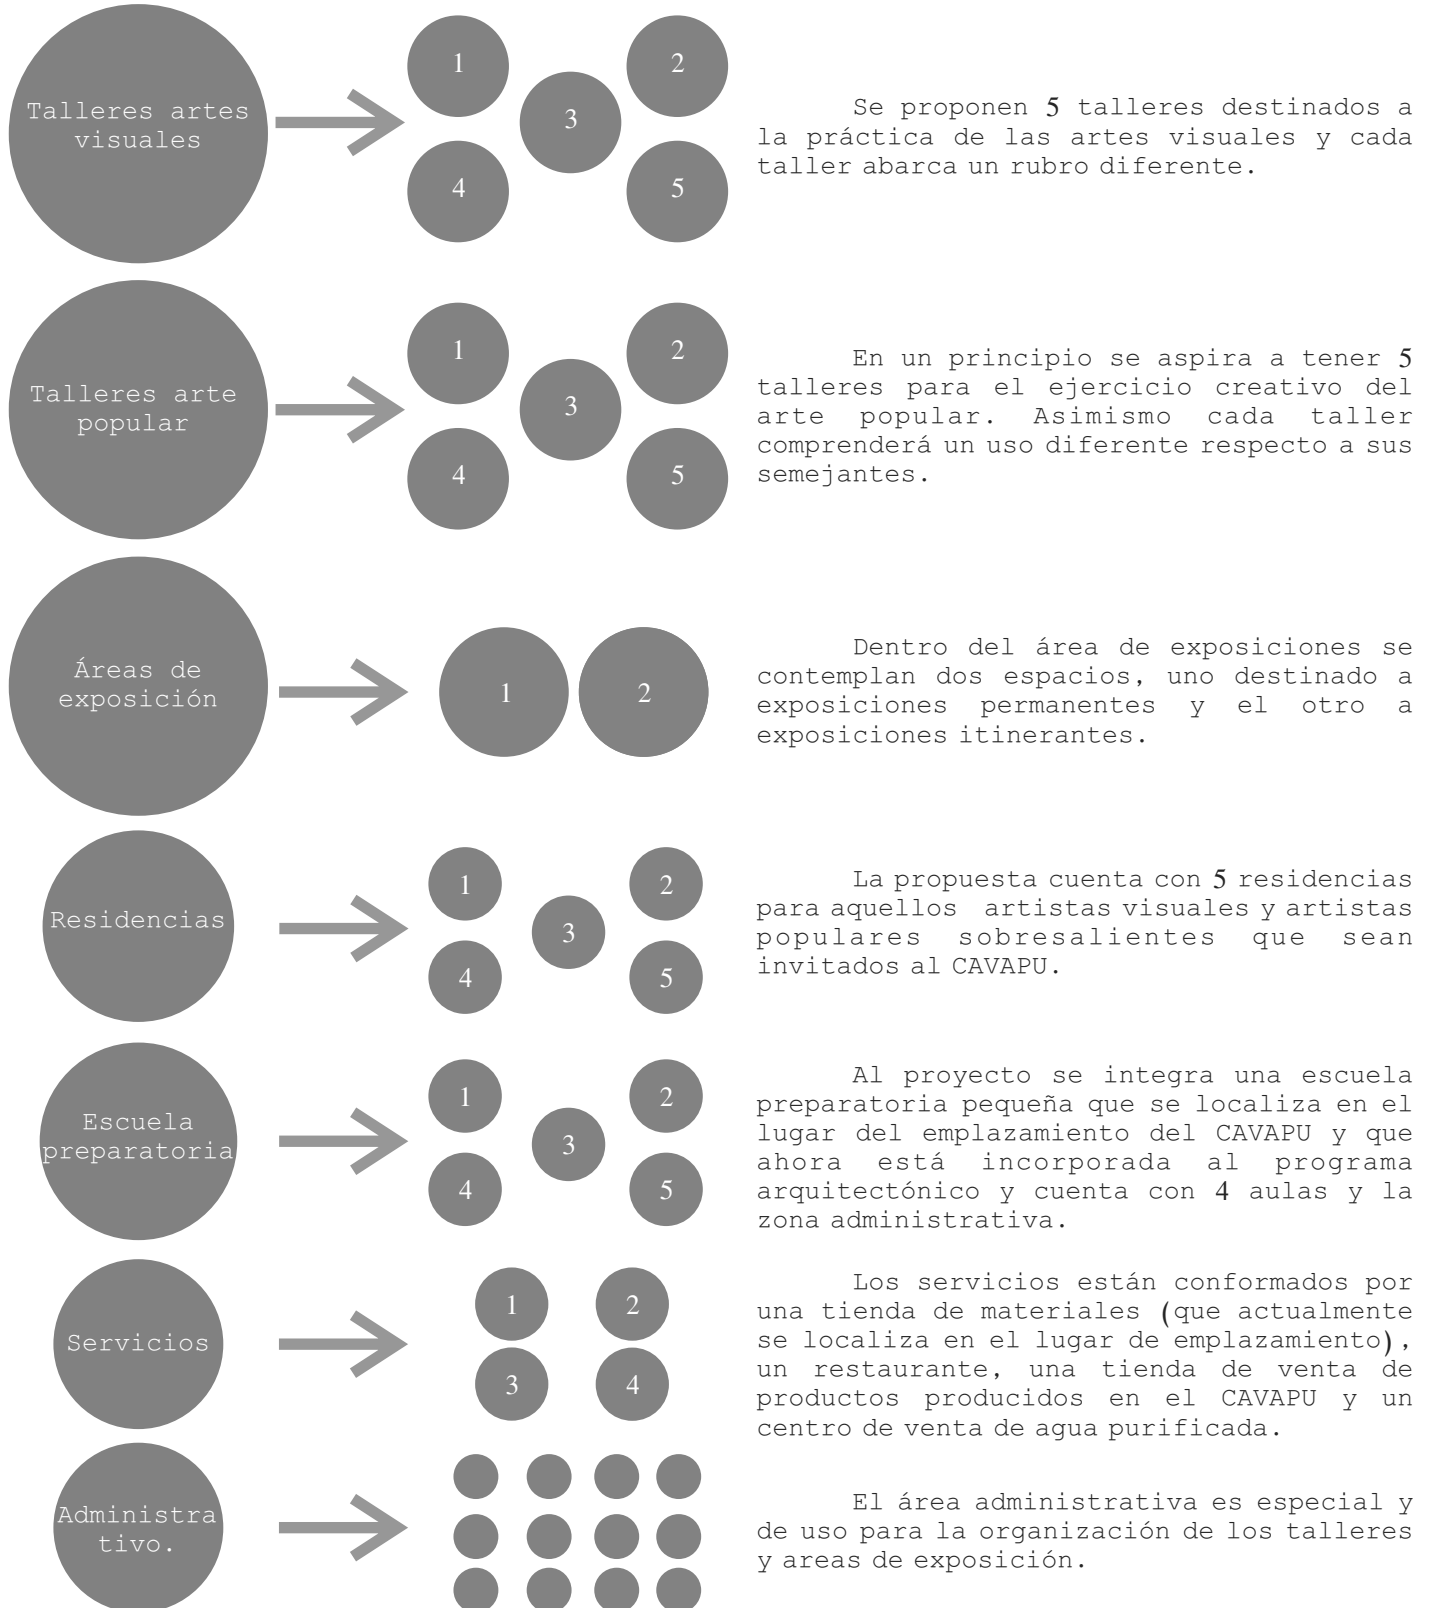 Talleres artes
visuales
1
2
3
4
5
Se proponen 5 talleres destinados a
la práctica de las artes visuales y cada
taller abarca un rubro diferente.
Talleres arte
popular
1
2
3
4
5
En un principio se aspira a tener 5
talleres para el ejercicio creativo del
arte popular. Asimismo cada taller
comprenderá un uso diferente respecto a sus
semejantes.
Áreas de
exposición
1
2
Dentro del área de exposiciones se
contemplan dos espacios, uno destinado a
exposiciones permanentes y el otro a
exposiciones itinerantes.
Residencias
1
2
3
4
5
La propuesta cuenta con 5 residencias
para aquellos artistas visuales y artistas
populares sobresalientes que sean
invitados al CAVAPU.
Escuela
preparatoria
1
2
3
4
5
Al proyecto se integra una escuela
preparatoria pequeña que se localiza en el
lugar del emplazamiento del CAVAPU y que
ahora está incorporada al programa
arquitectónico y cuenta con 4 aulas y la
zona administrativa.
Servicios
1
2
3
4
Los servicios están conformados por
una tienda de materiales (que actualmente
se localiza en el lugar de emplazamiento),
un restaurante, una tienda de venta de
productos producidos en el CAVAPU y un
centro de venta de agua purificada.
Administra
tivo.
El área administrativa es especial y
de uso para la organización de los talleres
y areas de exposición.